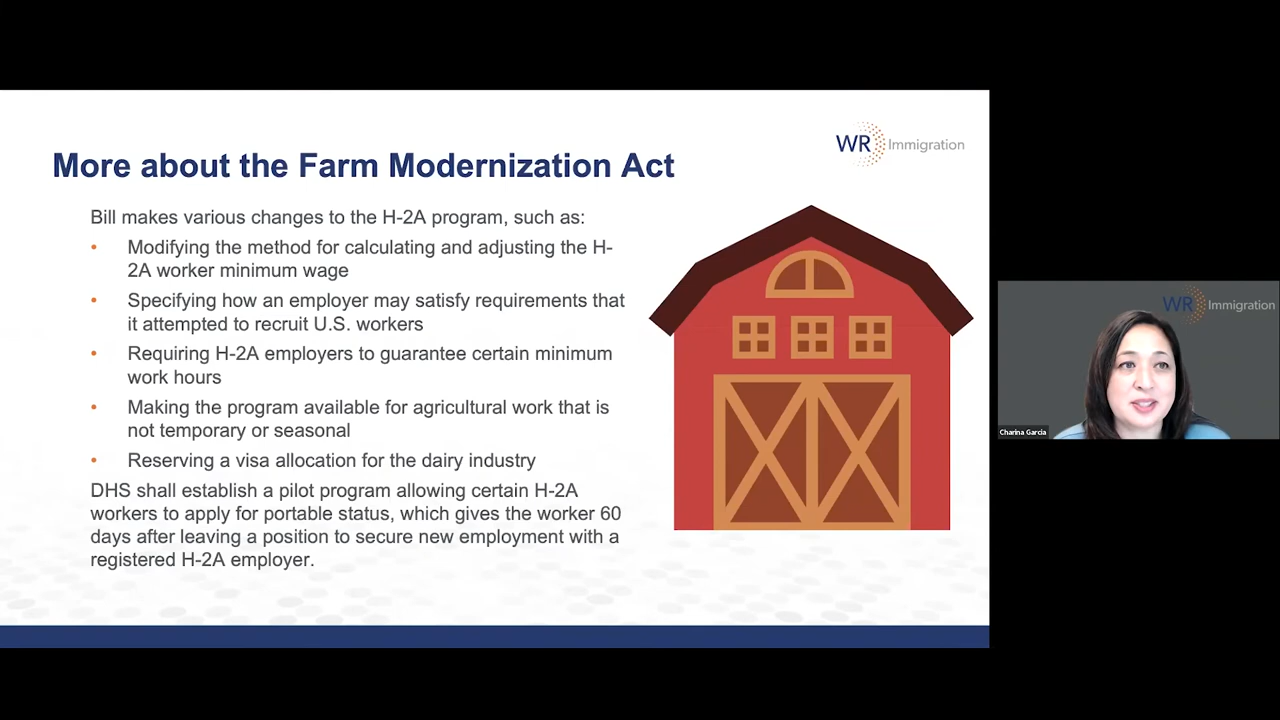 WR Immigration
More about the Farm Modernization Act
Bill makes various changes to the H-2A program, such as:
• Modifying the method for calculating and adjusting the H-
2A worker minimum wage
• Specifying how an employer may satisfy requirements that
it attempted to recruit U.S. workers
• Requiring H-2A employers to guarantee certain minimum
work hours
• Making the program available for agricultural work that is
not temporary or seasonal
• Reserving a visa allocation for the dairy industry
DHS shall establish a pilot program allowing certain H-2A
workers to apply for portable status, which gives the worker 60
days after leaving a position to secure new employment with a
registered H-2A employer.
WR Immigration
Charina Garcia